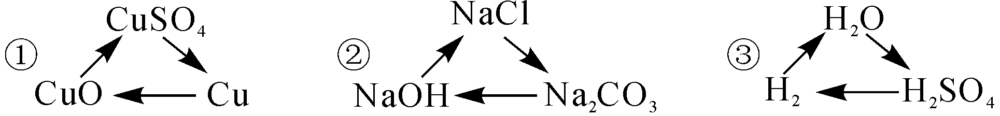 ① CuSO₄ CuO Cu
② NaCl NaOH Na₂CO₃
③ H₂O H₂ H₂SO₄